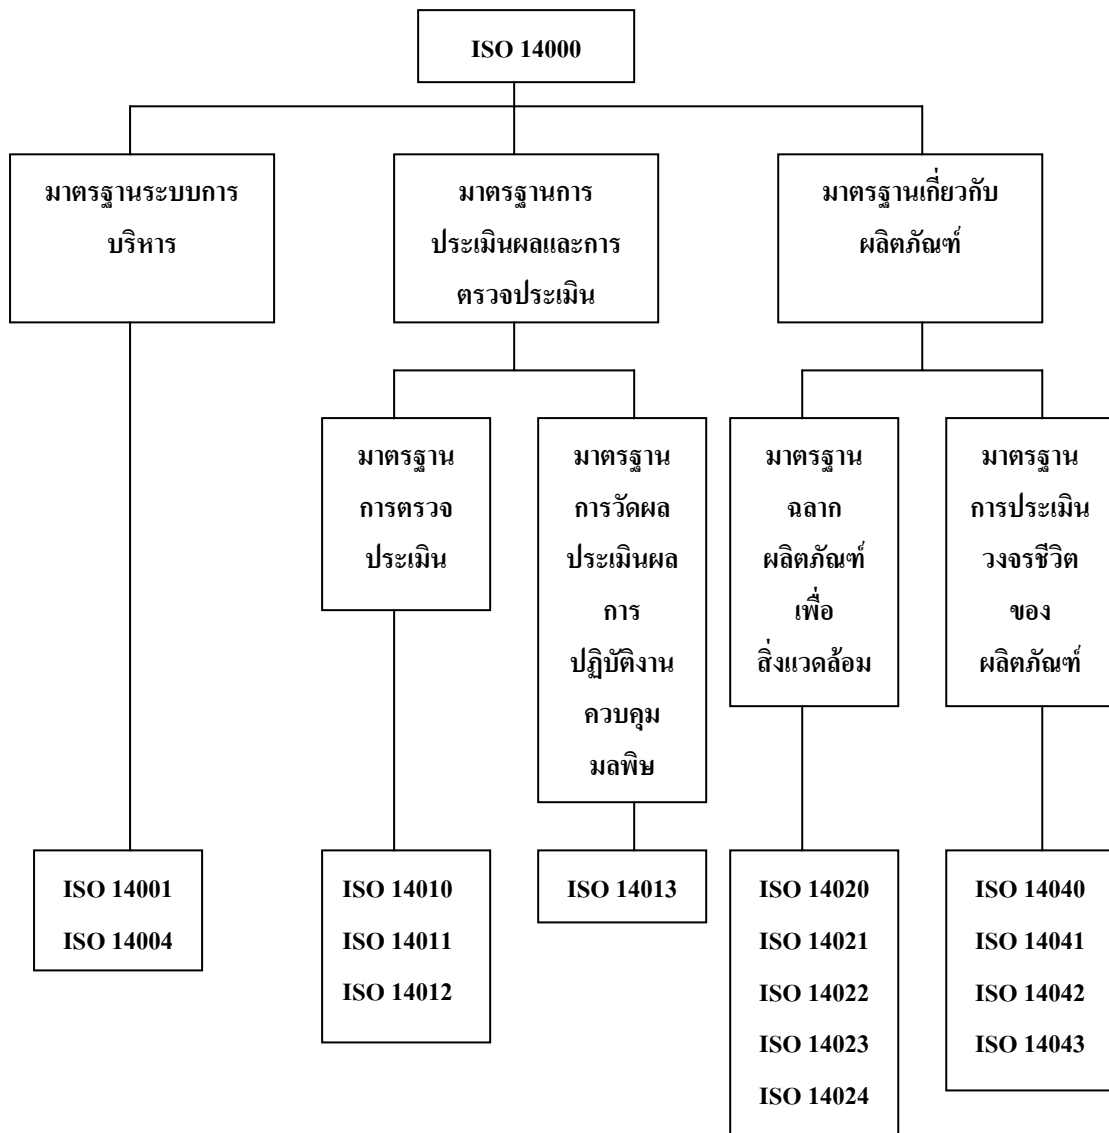 ISO 14000
มาตรฐานระบบการ
บริหาร
มาตรฐานการ
ประเมินผลและการ
ตรวจประเมิน
มาตรฐานเกี่ยวกับ
ผลิตภัณฑ์
มาตรฐาน
การตรวจ
ประเมิน
มาตรฐาน
การวัดผล
ประเมินผล
การ
ปฏิบัติงาน
ควบคุม
มลพิษ
มาตรฐาน
ฉลาก
ผลิตภัณฑ์
เพื่อ
สิ่งแวดล้อม
มาตรฐาน
การประเมิน
วงจรชีวิต
ของ
ผลิตภัณฑ์
ISO 14001
ISO 14004
ISO 14010
ISO 14011
ISO 14012
ISO 14013
ISO 14020
ISO 14021
ISO 14022
ISO 14023
ISO 14024
ISO 14040
ISO 14041
ISO 14042
ISO 14043